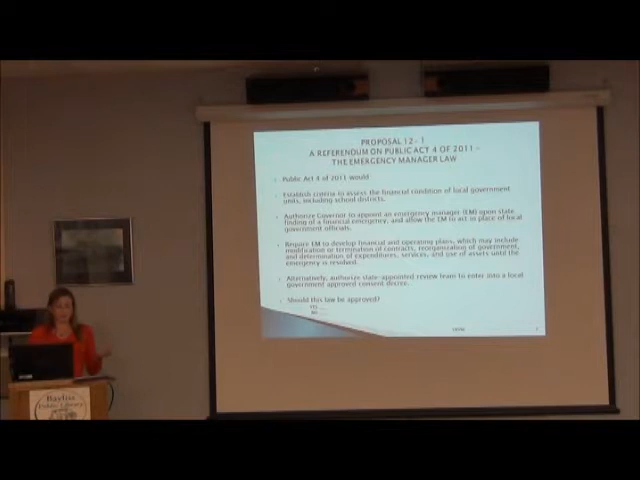 PROPOSAL 12-1
A REFERENDUM ON PUBLIC ACT 4 OF 2011 -
THE EMERGENCY MANAGER LAW
Public Act 4 of 2011 would
Establish criteria to assess the financial condition of local government
units, including school districts.
Authorize Governor to appoint an emergency manager (EM) upon state
finding of a financial emergency, and allow the EM to act in place of local
government officials.
Require EM to develop financial and operating plans, which may include
modification or termination of contracts, reorganization of government,
and determination of expenditures, services, and use of assets until the
emergency is resolved.
Alternatively, authorize state-appointed review team to enter into a local
government approved consent decree.
Should this law be approved?
YES __
NO __
Bayliss
Public Library